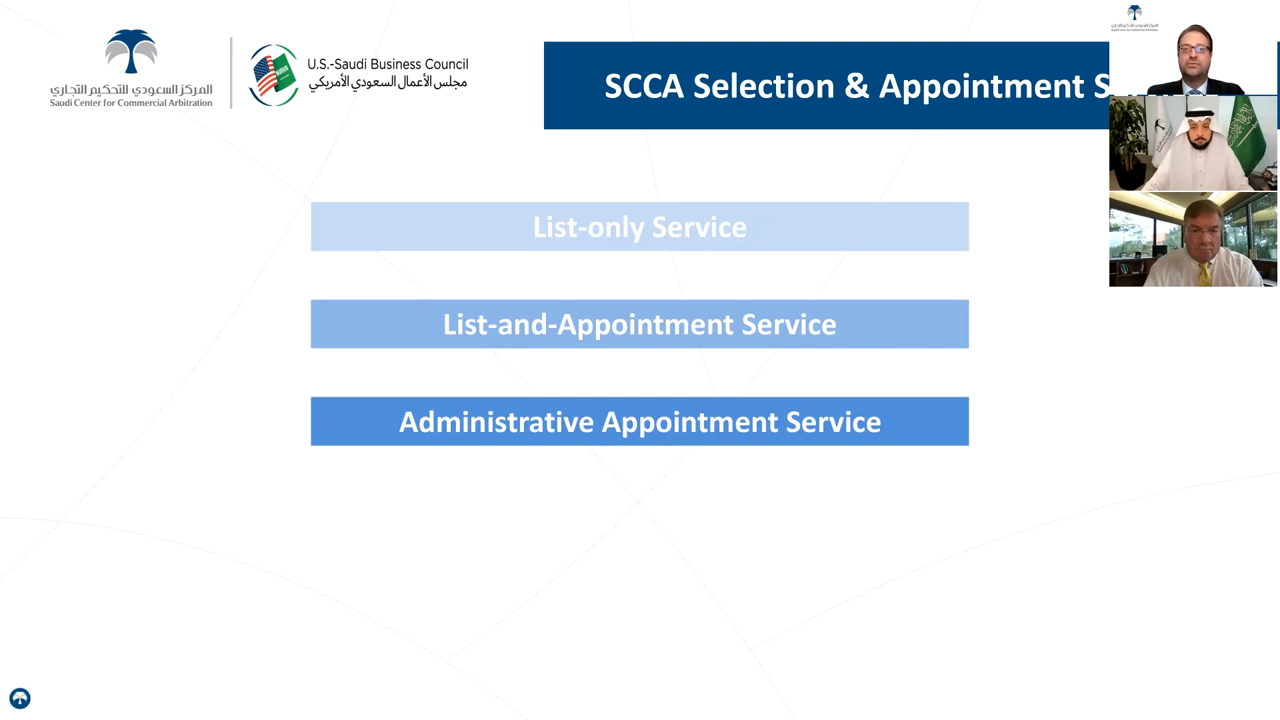 المركز السعودي للتحكيم التجاري
Saudi Center for Commercial Arbitration
U.S.-Saudi Business Council
مجلس الأعمال السعودي الأمريكي
SCCA Selection & Appointment S
List-only Service
List-and-Appointment Service
Administrative Appointment Service